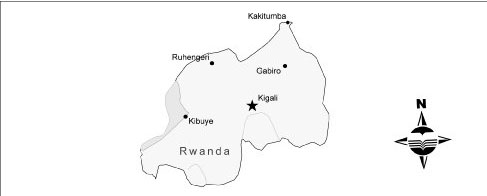 Kakitumba
Ruhengeri
Gabiro
Kigali
N
Kibuye
Rwanda